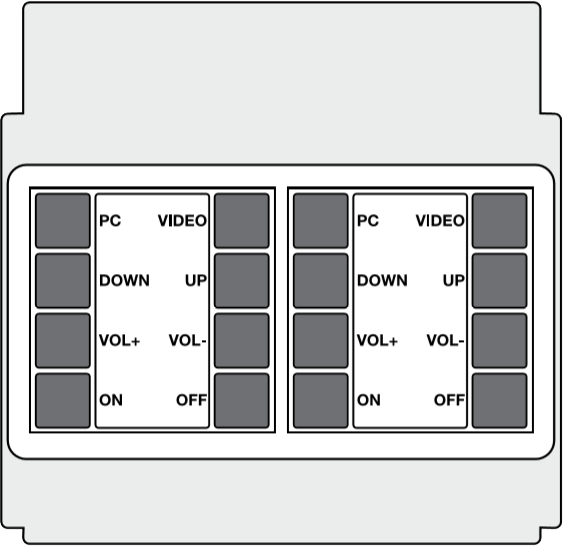 PC VIDEO PC VIDEO
DOWN UP DOWN UP
VOL+ VOL- VOL+ VOL-
ON OFF ON OFF